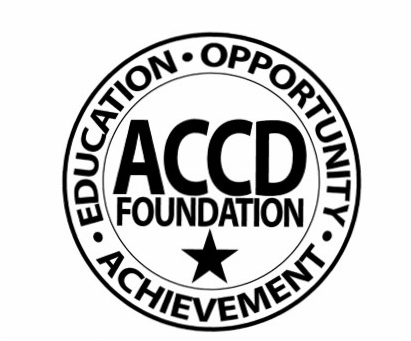 EDUCATION • OPPORTUNITY • ACHIEVEMENT •
ACCD
FOUNDATION